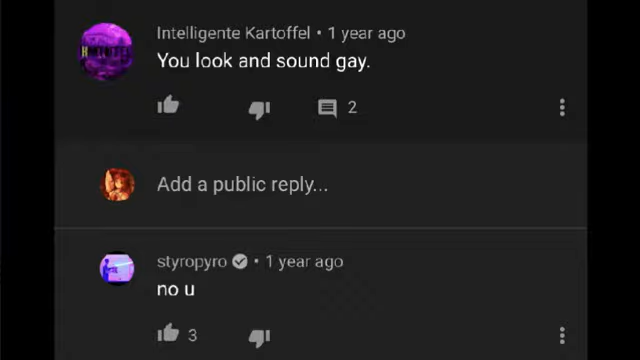 Intelligente Kartoffel • 1 year ago
You look and sound gay.
2
Add a public reply...
styropyro • 1 year ago
no u
3